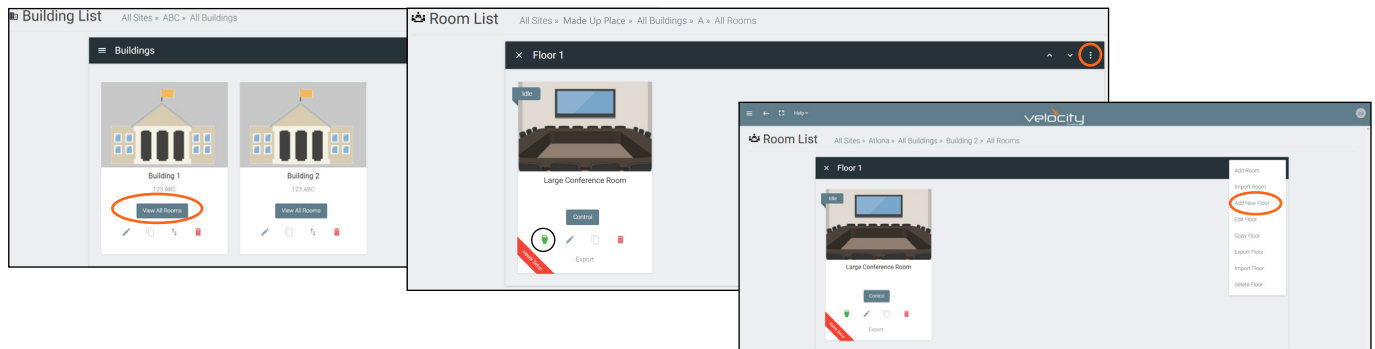 Building List All Sites » ABC » All Buildings
Buildings
Building 1
123 ABC
View All Rooms
Building 2
123 ABC
View All Rooms
Room List All Sites » Made Up Place » All Buildings » A » All Rooms
Floor 1
Idle
Large Conference Room
Control
Needs Setup
Export
Help
velocity
Room List All Sites » Atlona » All Buildings » Building 2 » All Rooms
Floor 1
Idle
Large Conference Room
Control
Needs Setup
Export
Add Room
Import Room
Add New Floor
Edit Floor
Copy Floor
Export Floor
Import Floor
Delete Floor